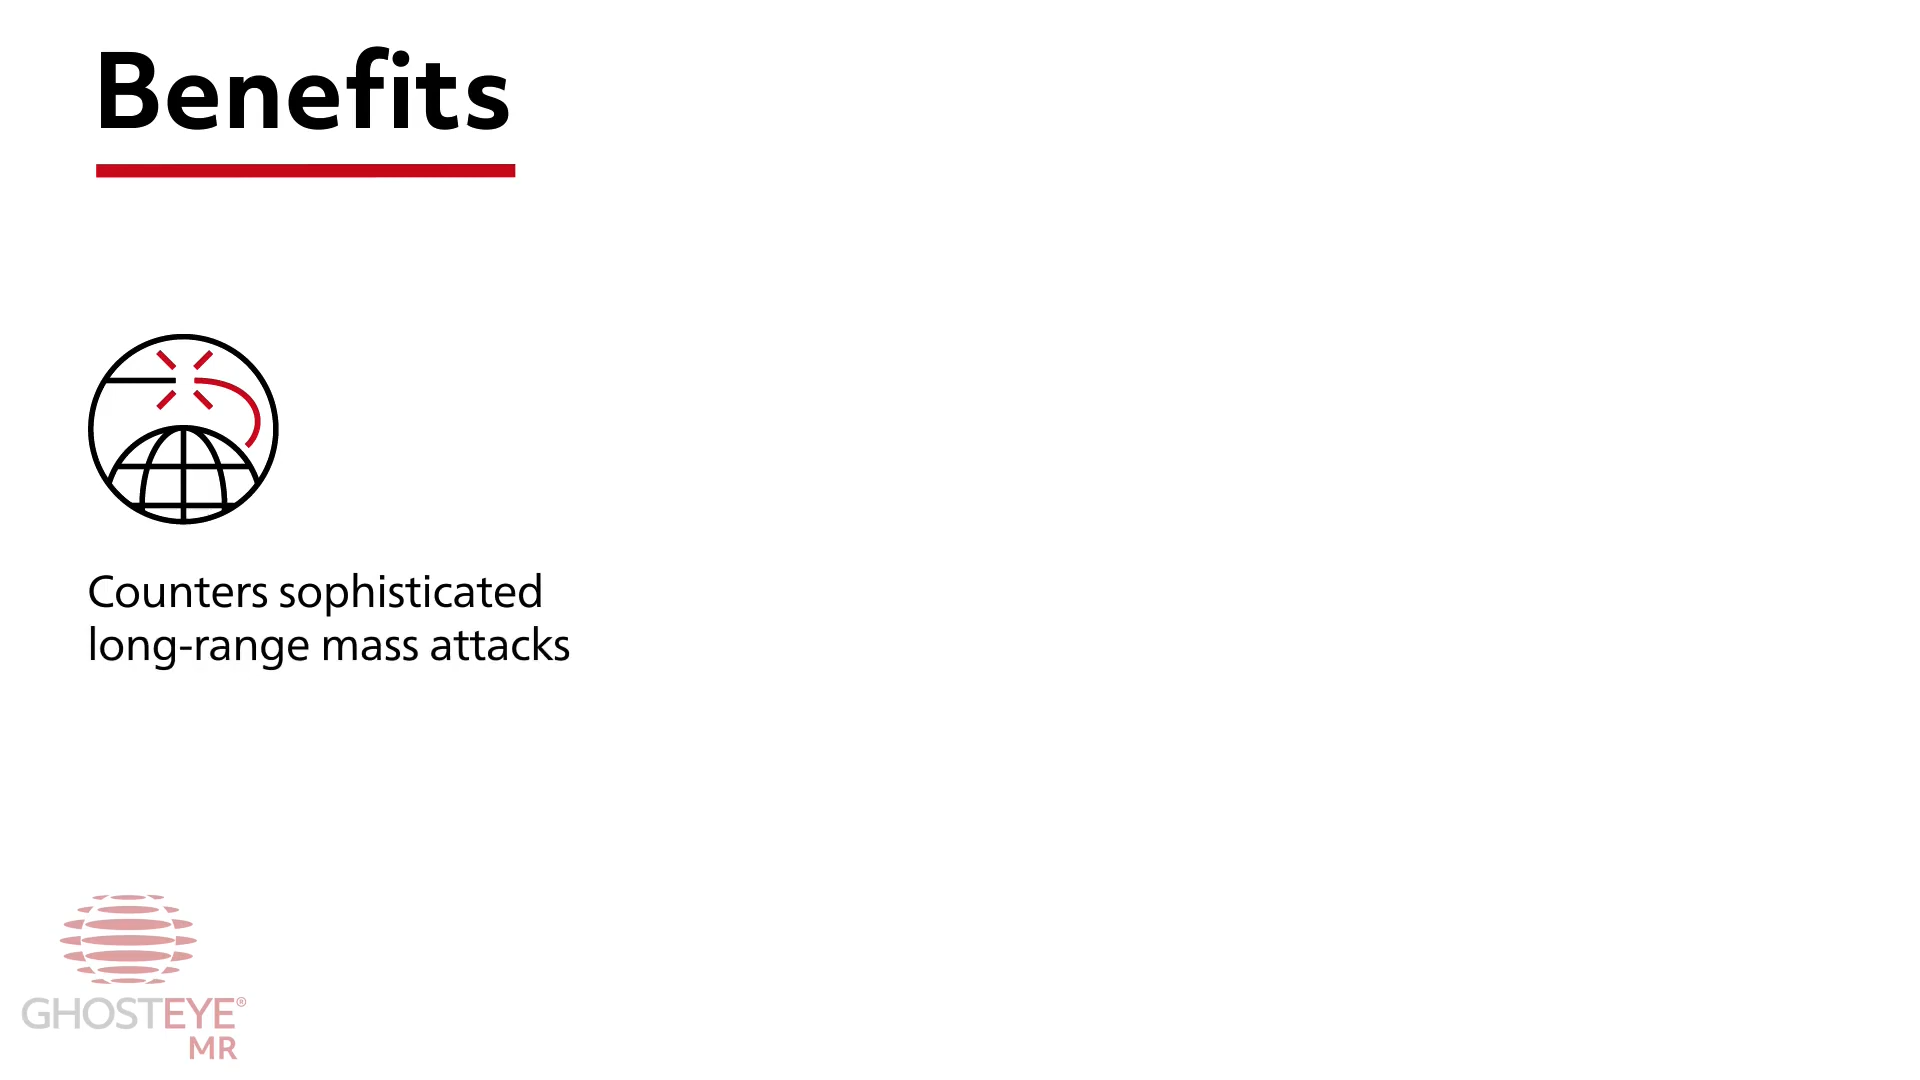 Benefits
Counters sophisticated
long-range mass attacks
GHOSTEYE®
MR